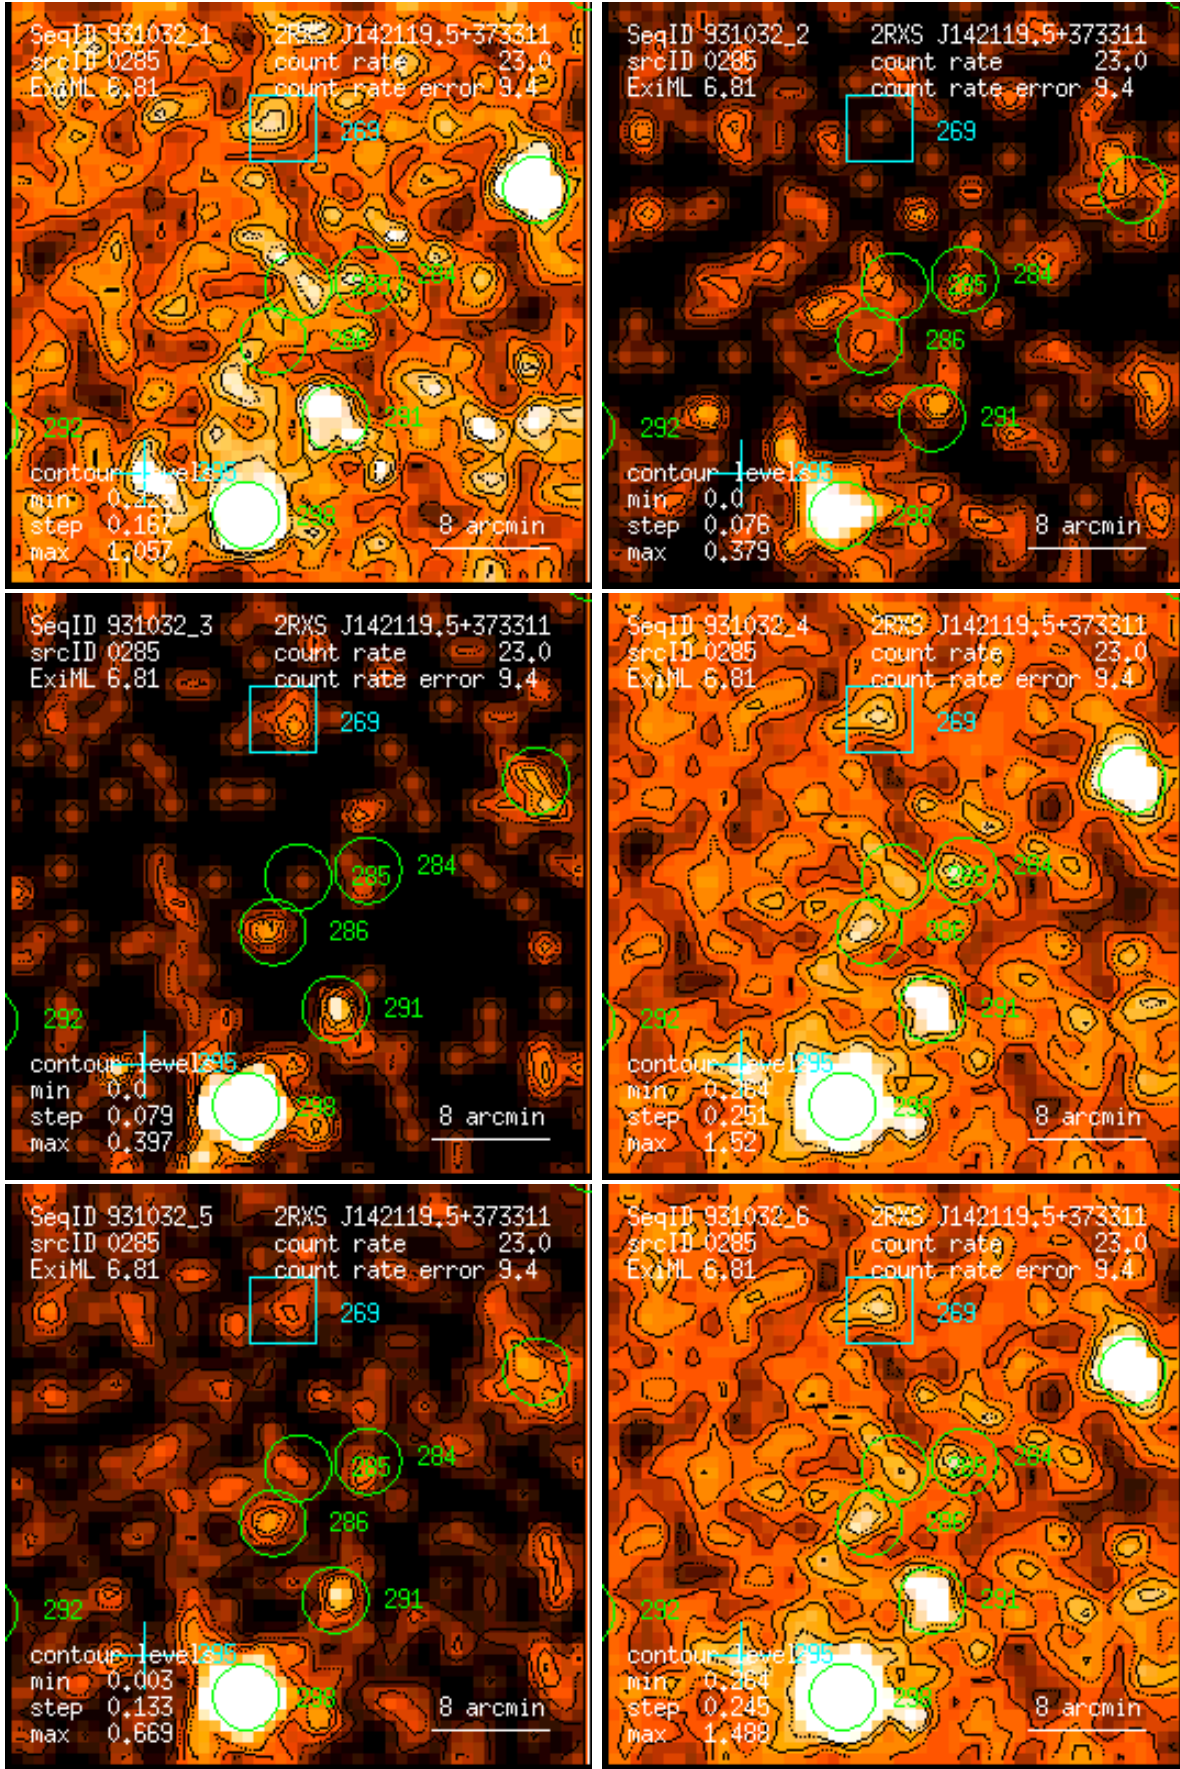 SeqID 931032_1 2RXS J142119.5+373311
srcID 0285 count rate 23.0
ExiML 6.81 count rate error 9.4
269
285 284
286
291
292
contour levels 295
min
step 0.167 298 8 arcmin
max 1.057
SeqID 931032_2 2RXS J142119.5+373311
srcID 0285 count rate 23.0
ExiML 6.81 count rate error 9.4
269
285 284
286
291
292
contour levels 295
min 0.0
step 0.076 298 8 arcmin
max 0.379
SeqID 931032_3 2RXS J142119.5+373311
srcID 0285 count rate 23.0
ExiML 6.81 count rate error 9.4
269
285 284
286
291
292
contour levels 295
min 0.0
step 0.079 298 8 arcmin
max 0.397
SeqID 931032_4 2RXS J142119.5+373311
srcID 0285 count rate 23.0
ExiML 6.81 count rate error 9.4
269
285 284
286
291
292
contour levels 295
min 0.264
step 0.251 298 8 arcmin
max 1.52
SeqID 931032_5 2RXS J142119.5+373311
srcID 0285 count rate 23.0
ExiML 6.81 count rate error 9.4
269
285 284
286
291
292
contour levels 295
min 0.003
step 0.133 298 8 arcmin
max 0.669
SeqID 931032_6 2RXS J142119.5+373311
srcID 0285 count rate 23.0
ExiML 6.81 count rate error 9.4
269
285 284
286
291
292
contour levels 295
min 0.264
step 0.245 298 8 arcmin
max 1.488